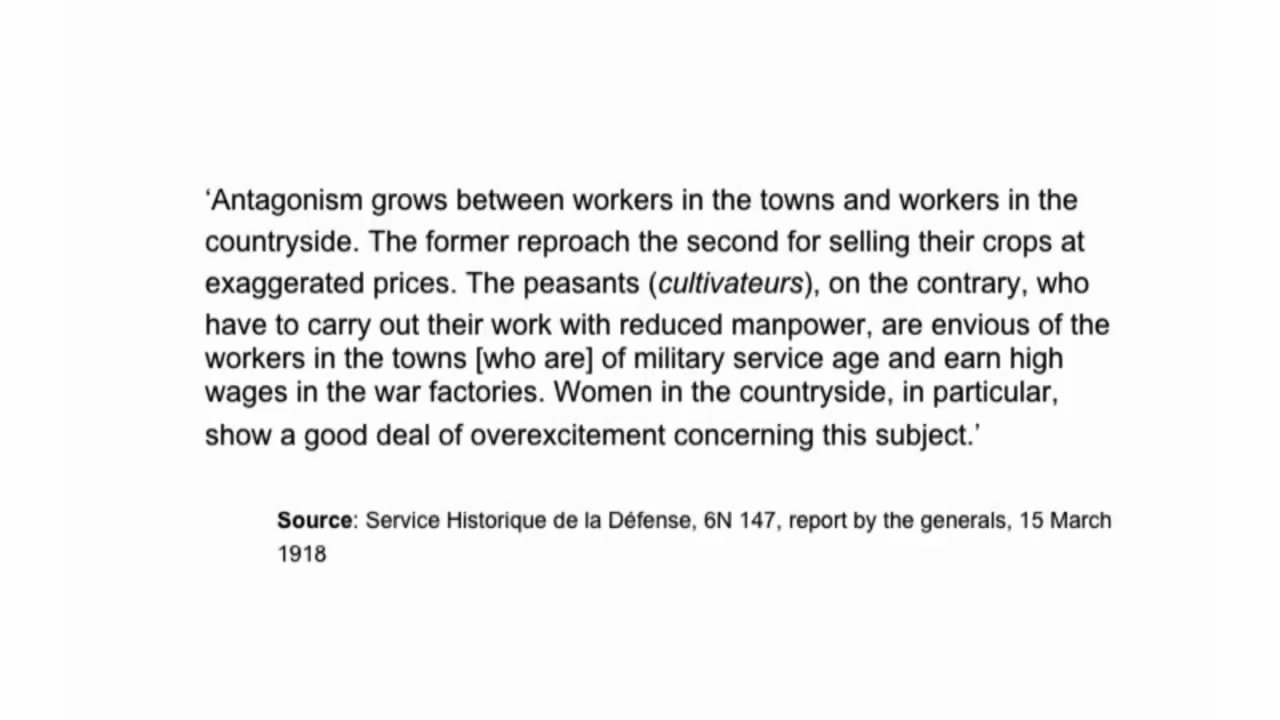 ‘Antagonism grows between workers in the towns and workers in the
countryside. The former reproach the second for selling their crops at
exaggerated prices. The peasants (cultivateurs), on the contrary, who
have to carry out their work with reduced manpower, are envious of the
workers in the towns [who are] of military service age and earn high
wages in the war factories. Women in the countryside, in particular,
show a good deal of overexcitement concerning this subject.’
Source: Service Historique de la Défense, 6N 147, report by the generals, 15 March
1918